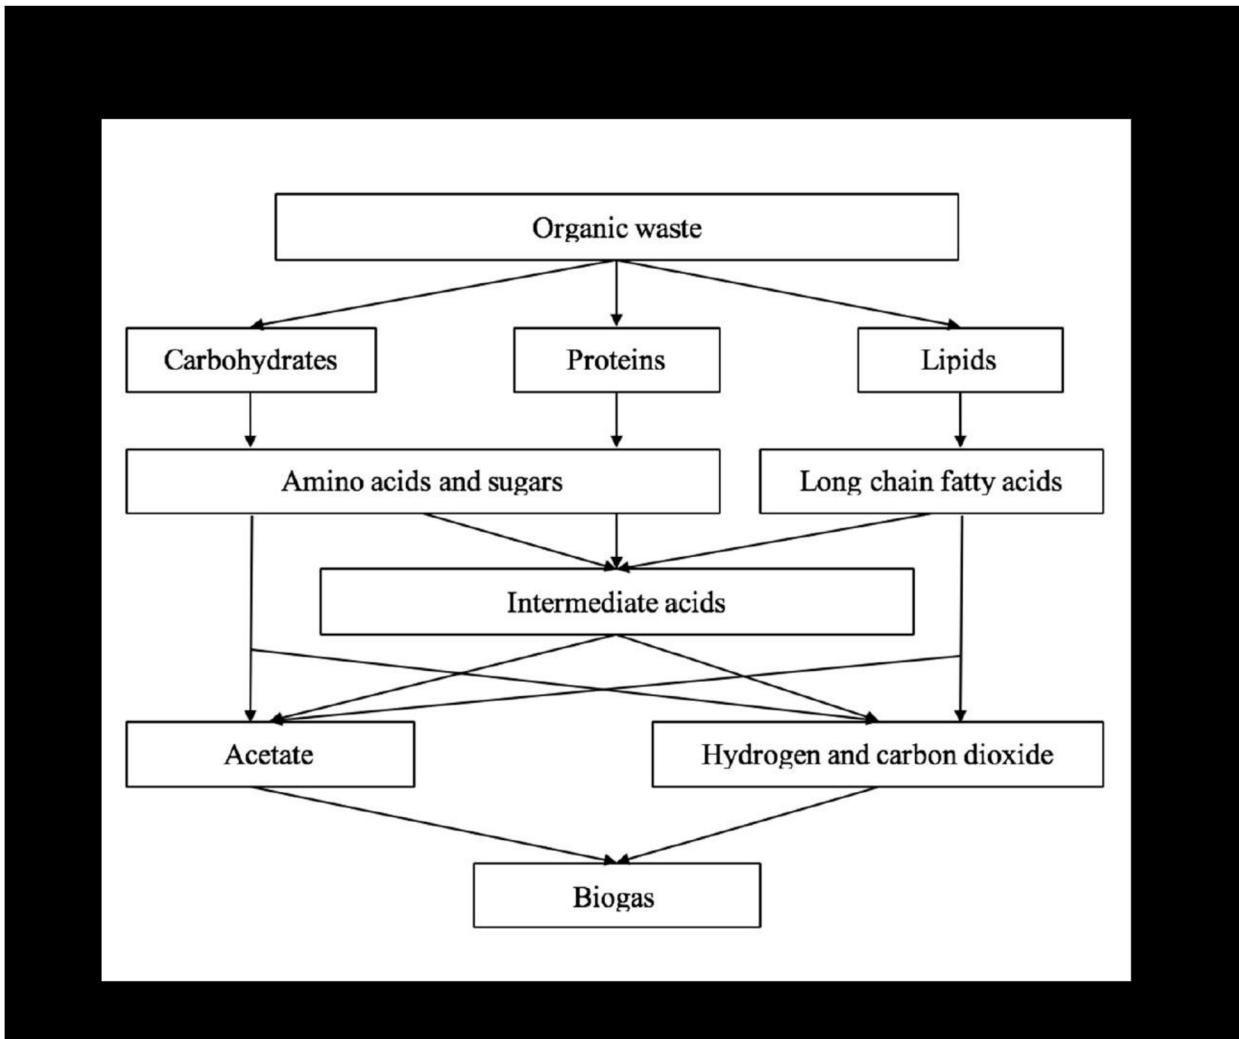 Organic waste
Carbohydrates
Proteins
Lipids
Amino acids and sugars
Long chain fatty acids
Intermediate acids
Acetate
Hydrogen and carbon dioxide
Biogas